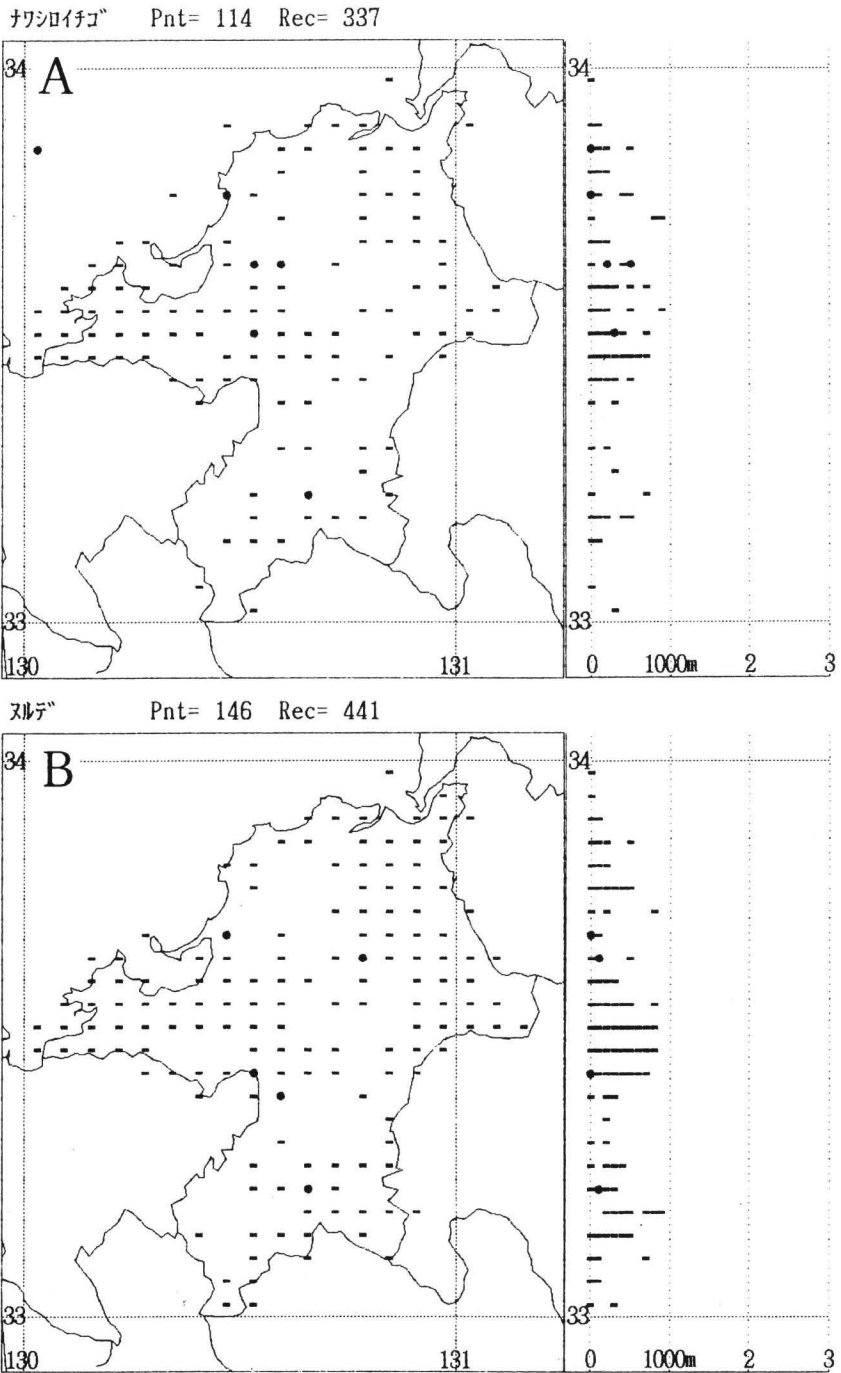 ﾅﾜｼﾛｲﾁｺﾞ Pnt= 114 Rec= 337
34 A 34
33 33
130 131 0 1000m 2 3
ﾇﾙﾃﾞ Pnt= 146 Rec= 441
34 B 34
33 33
130 131 0 1000m 2 3